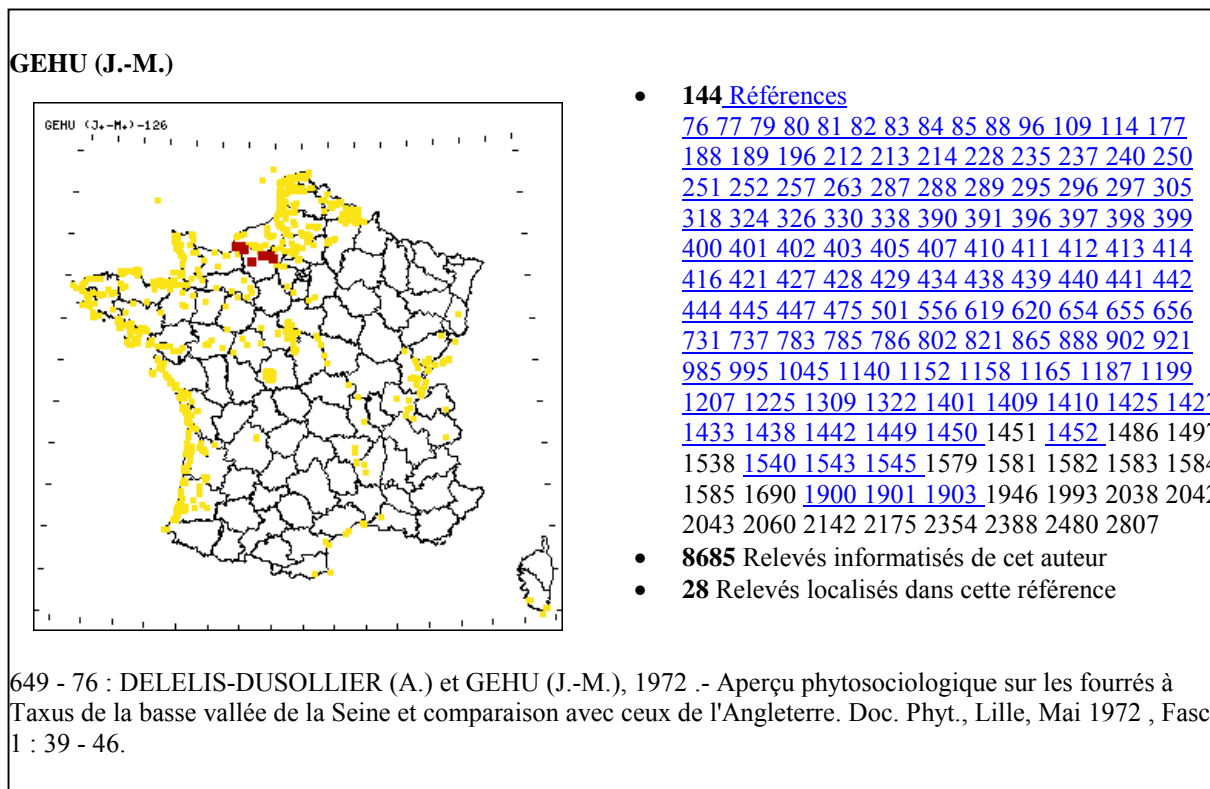 GEHU (J.-M.)
GEHU (J.-M.)-126
• 144 Références
76 77 79 80 81 82 83 84 85 88 96 109 114 177
188 189 196 212 213 214 228 235 237 240 250
251 252 257 263 287 288 289 295 296 297 305
318 324 326 330 338 390 391 396 397 398 399
400 401 402 403 405 407 410 411 412 413 414
416 421 427 428 429 434 438 439 440 441 442
444 445 447 475 501 556 619 620 654 655 656
731 737 783 785 786 802 821 865 888 902 921
985 995 1045 1140 1152 1158 1165 1187 1199
1207 1225 1309 1322 1401 1409 1410 1425 1427
1433 1438 1442 1449 1450 1451 1452 1486 1497
1538 1540 1543 1545 1579 1581 1582 1583 1584
1585 1690 1900 1901 1903 1946 1993 2038 2042
2043 2060 2142 2175 2354 2388 2480 2807
• 8685 Relevés informatisés de cet auteur
• 28 Relevés localisés dans cette référence
649 - 76 : DELELIS-DUSOLLIER (A.) et GEHU (J.-M.), 1972 .- Aperçu phytosociologique sur les fourrés à
Taxus de la basse vallée de la Seine et comparaison avec ceux de l'Angleterre. Doc. Phyt., Lille, Mai 1972 , Fasc
1 : 39 - 46.